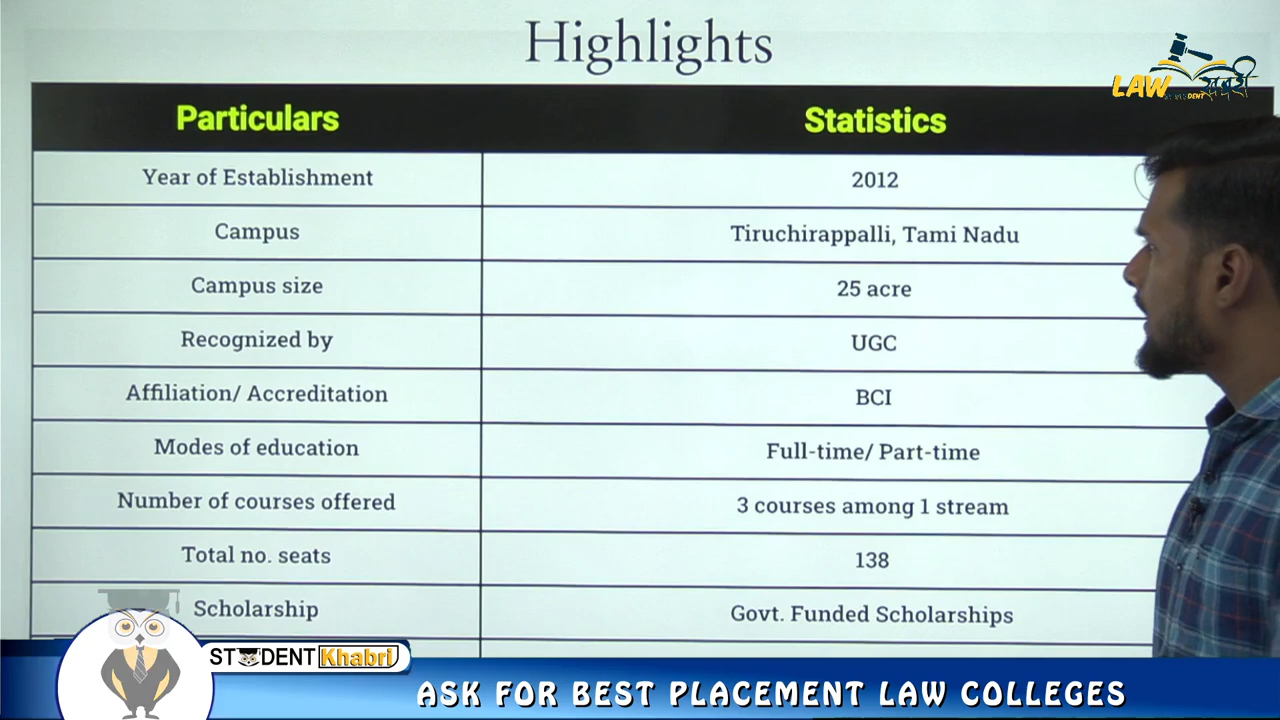 Highlights
LAW
Particulars Statistics
Year of Establishment 2012
Campus Tiruchirappalli, Tami Nadu
Campus size 25 acre
Recognized by UGC
Affiliation/ Accreditation BCI
Modes of education Full-time/ Part-time
Number of courses offered 3 courses among 1 stream
Total no. seats 138
Scholarship Govt. Funded Scholarships
STUDENT Khabri
ASK FOR BEST PLACEMENT LAW COLLEGES